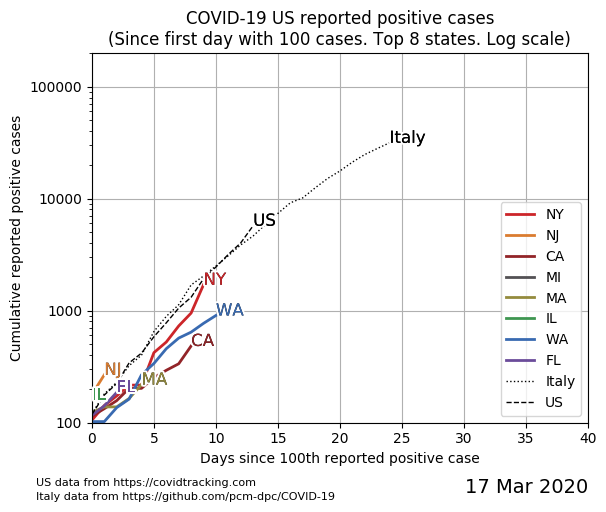 COVID-19 US reported positive cases
(Since first day with 100 cases. Top 8 states. Log scale)
Cumulative reported positive cases
100000
10000
1000
100
Italy
US
NY
WA
CA
NJ
MA
FL
IL
NY
NJ
CA
MI
MA
IL
WA
FL
Italy
US
0 5 10 15 20 25 30 35 40
Days since 100th reported positive case
US data from https://covidtracking.com
Italy data from https://github.com/pcm-dpc/COVID-19
17 Mar 2020